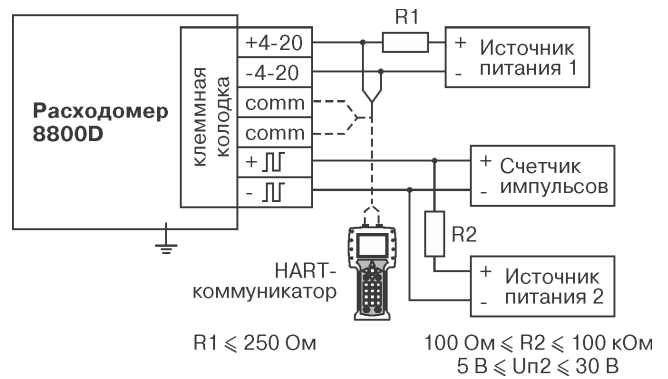 R1
+4-20
+
Источник
питания 1
-4-20
-
Расходомер
8800D
клеммная
колодка
comm
comm
+
-
+
Счетчик
импульсов
-
R2
HART-
коммуникатор
+
Источник
питания 2
-
R1 ⩽ 250 Ом
100 Ом ⩽ R2 ⩽ 100 кОм
5 В ⩽ Uп2 ⩽ 30 В